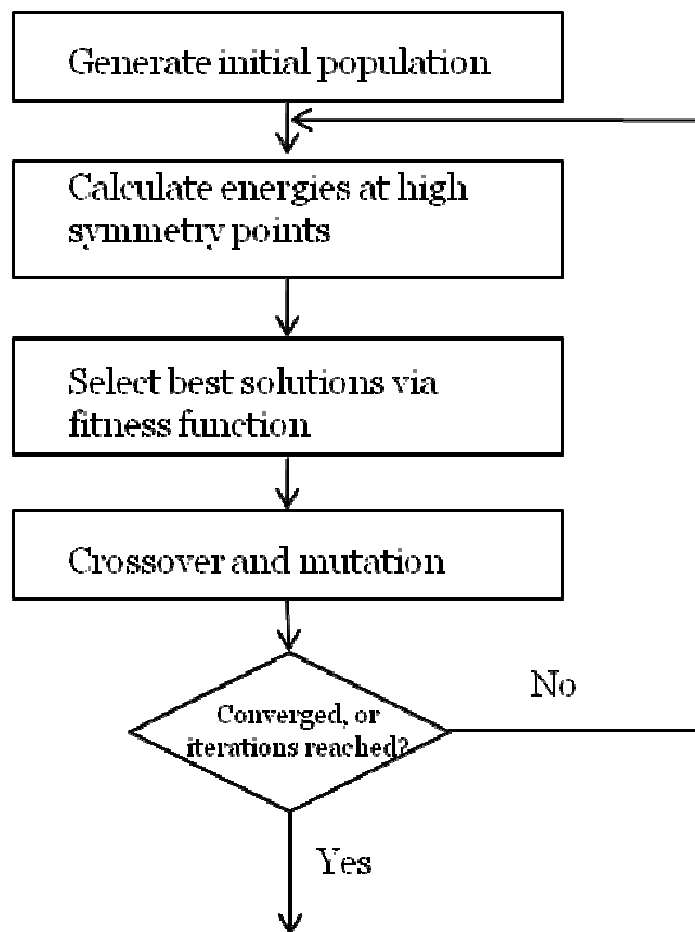 Generate initial population
Calculate energies at high
symmetry points
Select best solutions via
fitness function
Crossover and mutation
Converged, or
iterations reached?
No
Yes